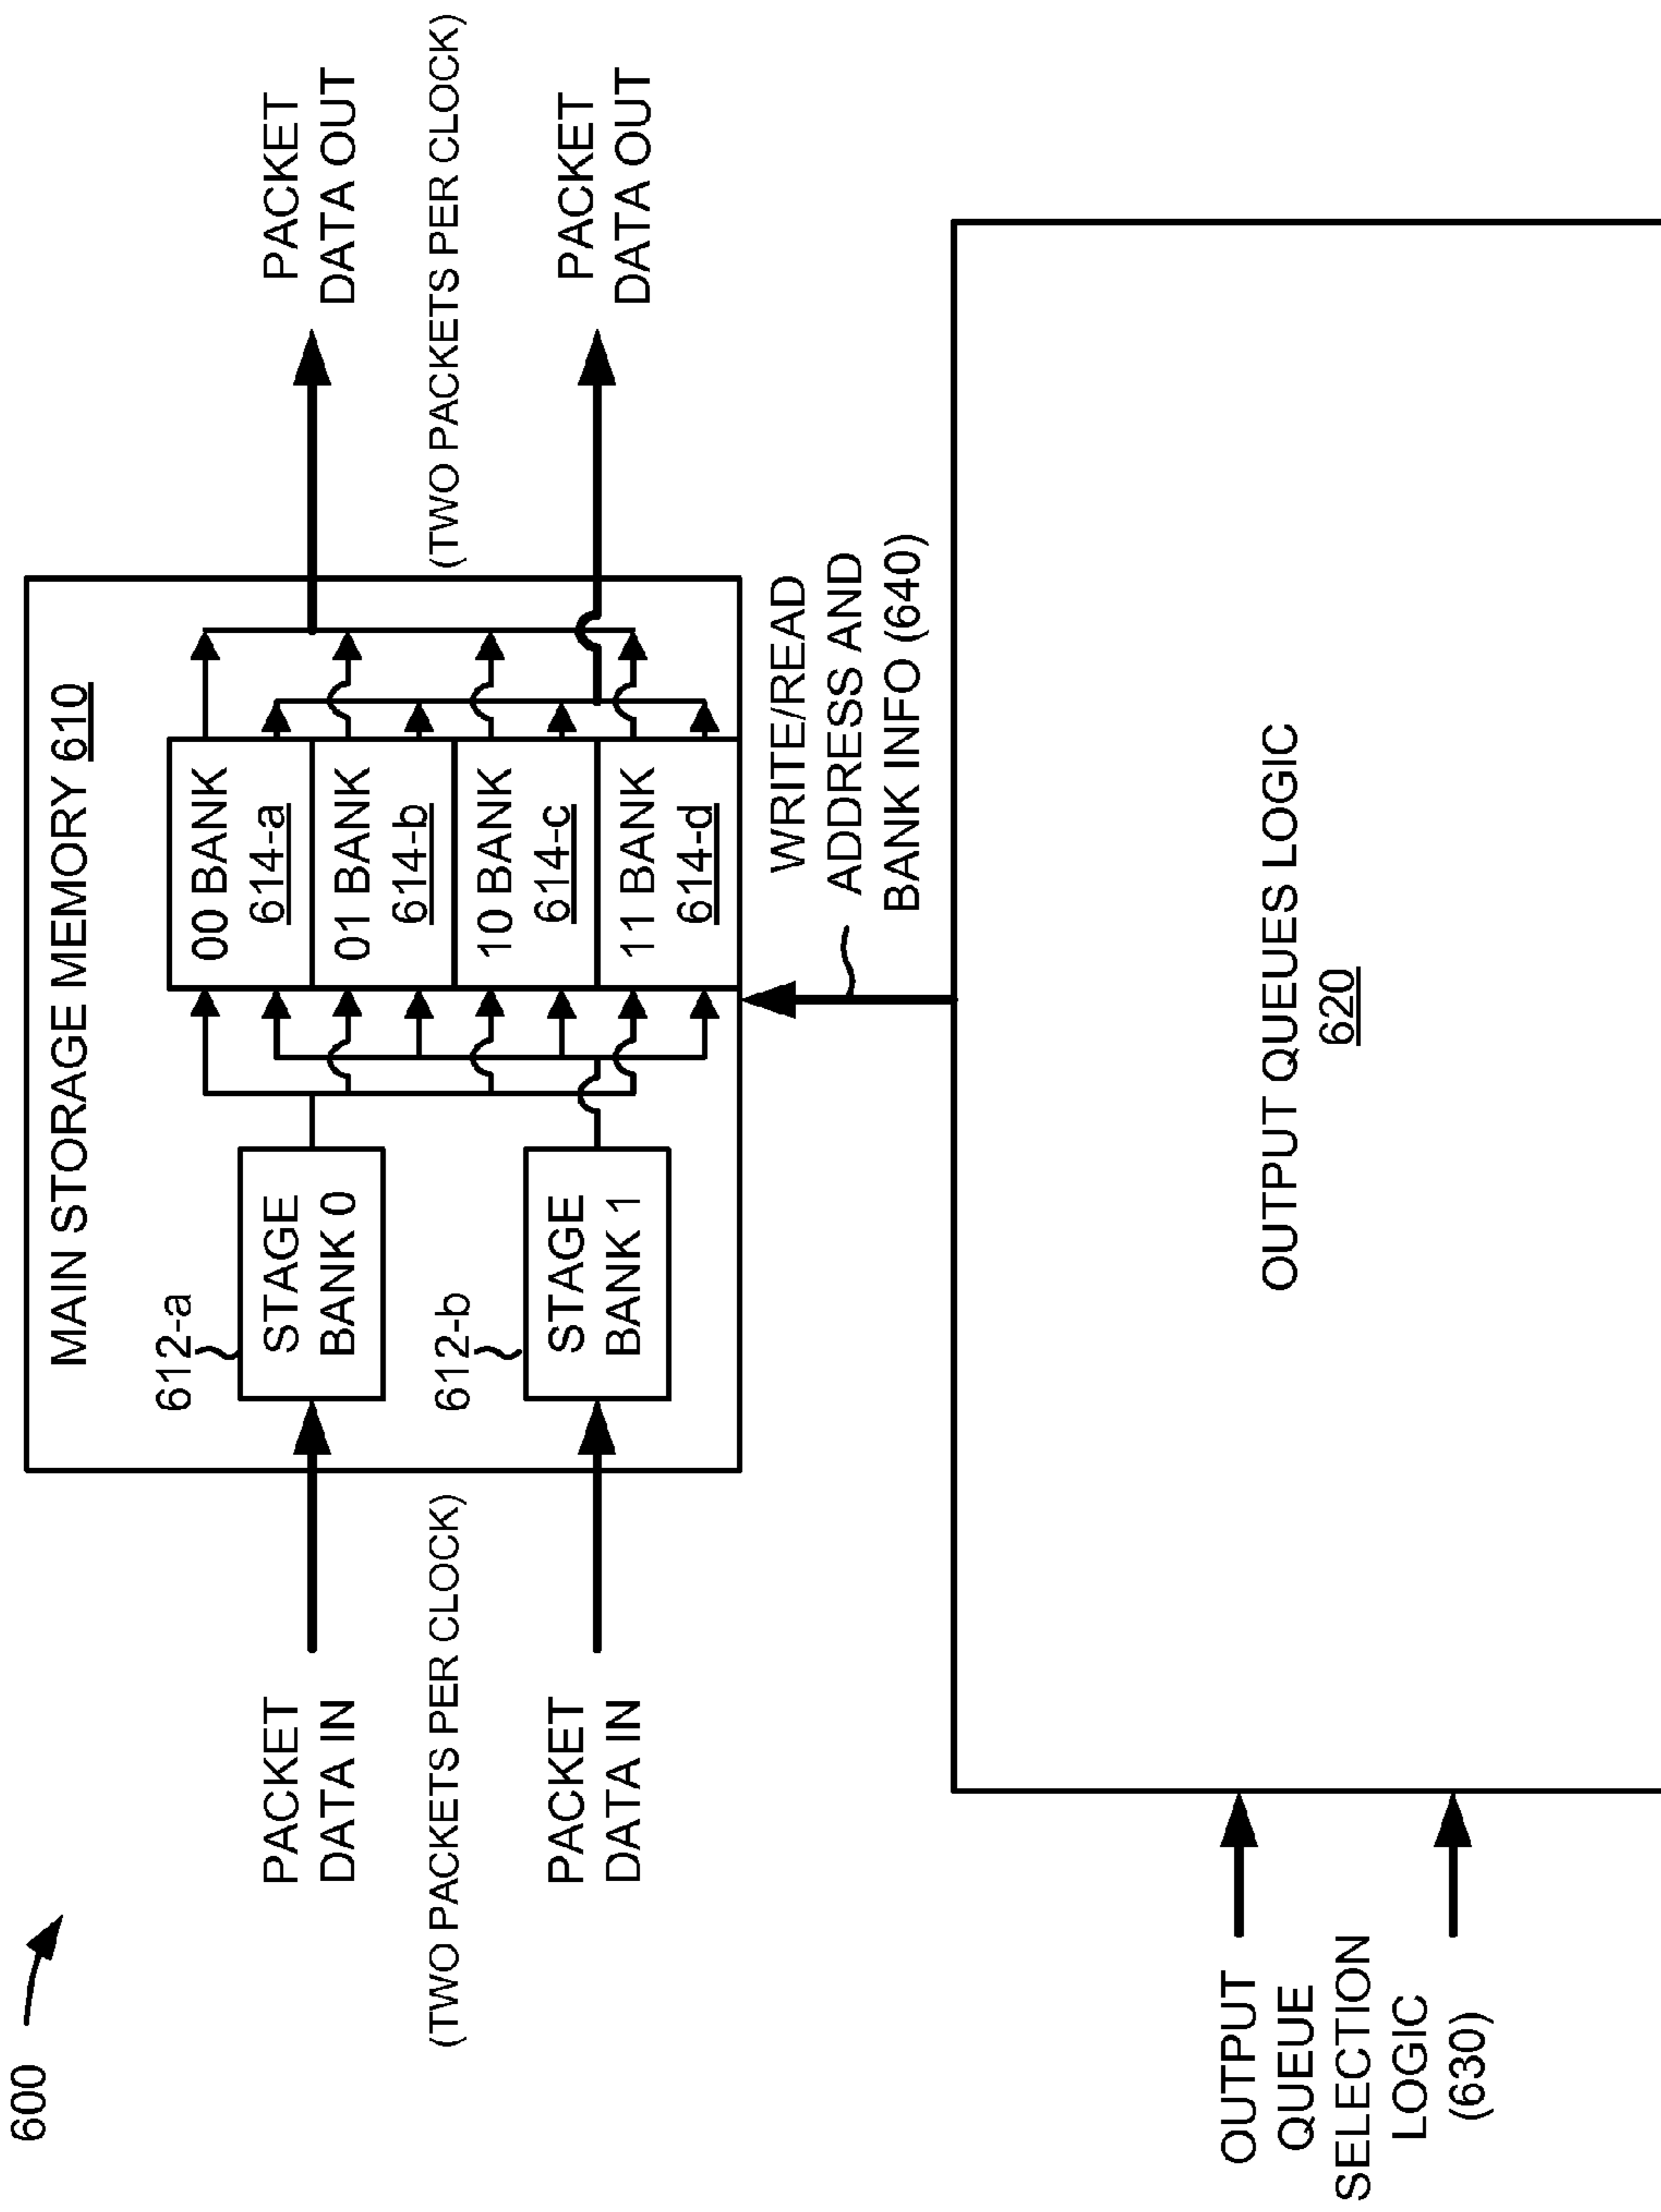 600
MAIN STORAGE MEMORY 610
612-a
STAGE
BANK 0
612-b
STAGE
BANK 1
00 BANK
614-a
01 BANK
614-b
10 BANK
614-c
11 BANK
614-d
PACKET
DATA IN
(TWO PACKETS PER CLOCK)
PACKET
DATA IN
PACKET
DATA OUT
(TWO PACKETS PER CLOCK)
PACKET
DATA OUT
WRITE/READ
ADDRESS AND
BANK INFO (640)
OUTPUT QUEUES LOGIC
620
OUTPUT
QUEUE
SELECTION
LOGIC
(630)